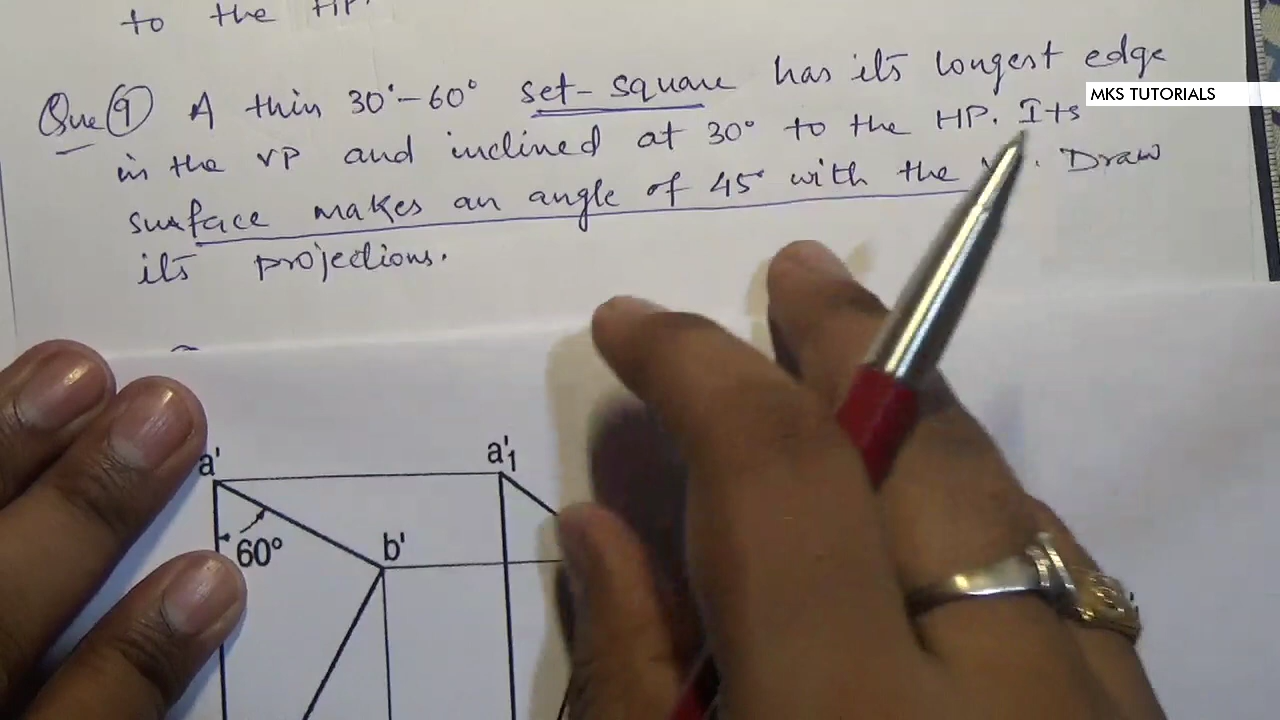 to the HP.
Que 9 A thin 30°-60° set-square has its longest edge
MKS TUTORIALS
in the VP and inclined at 30° to the HP. Its
surface makes an angle of 45° with the . Draw
its projections.
a' a'1
60° b'